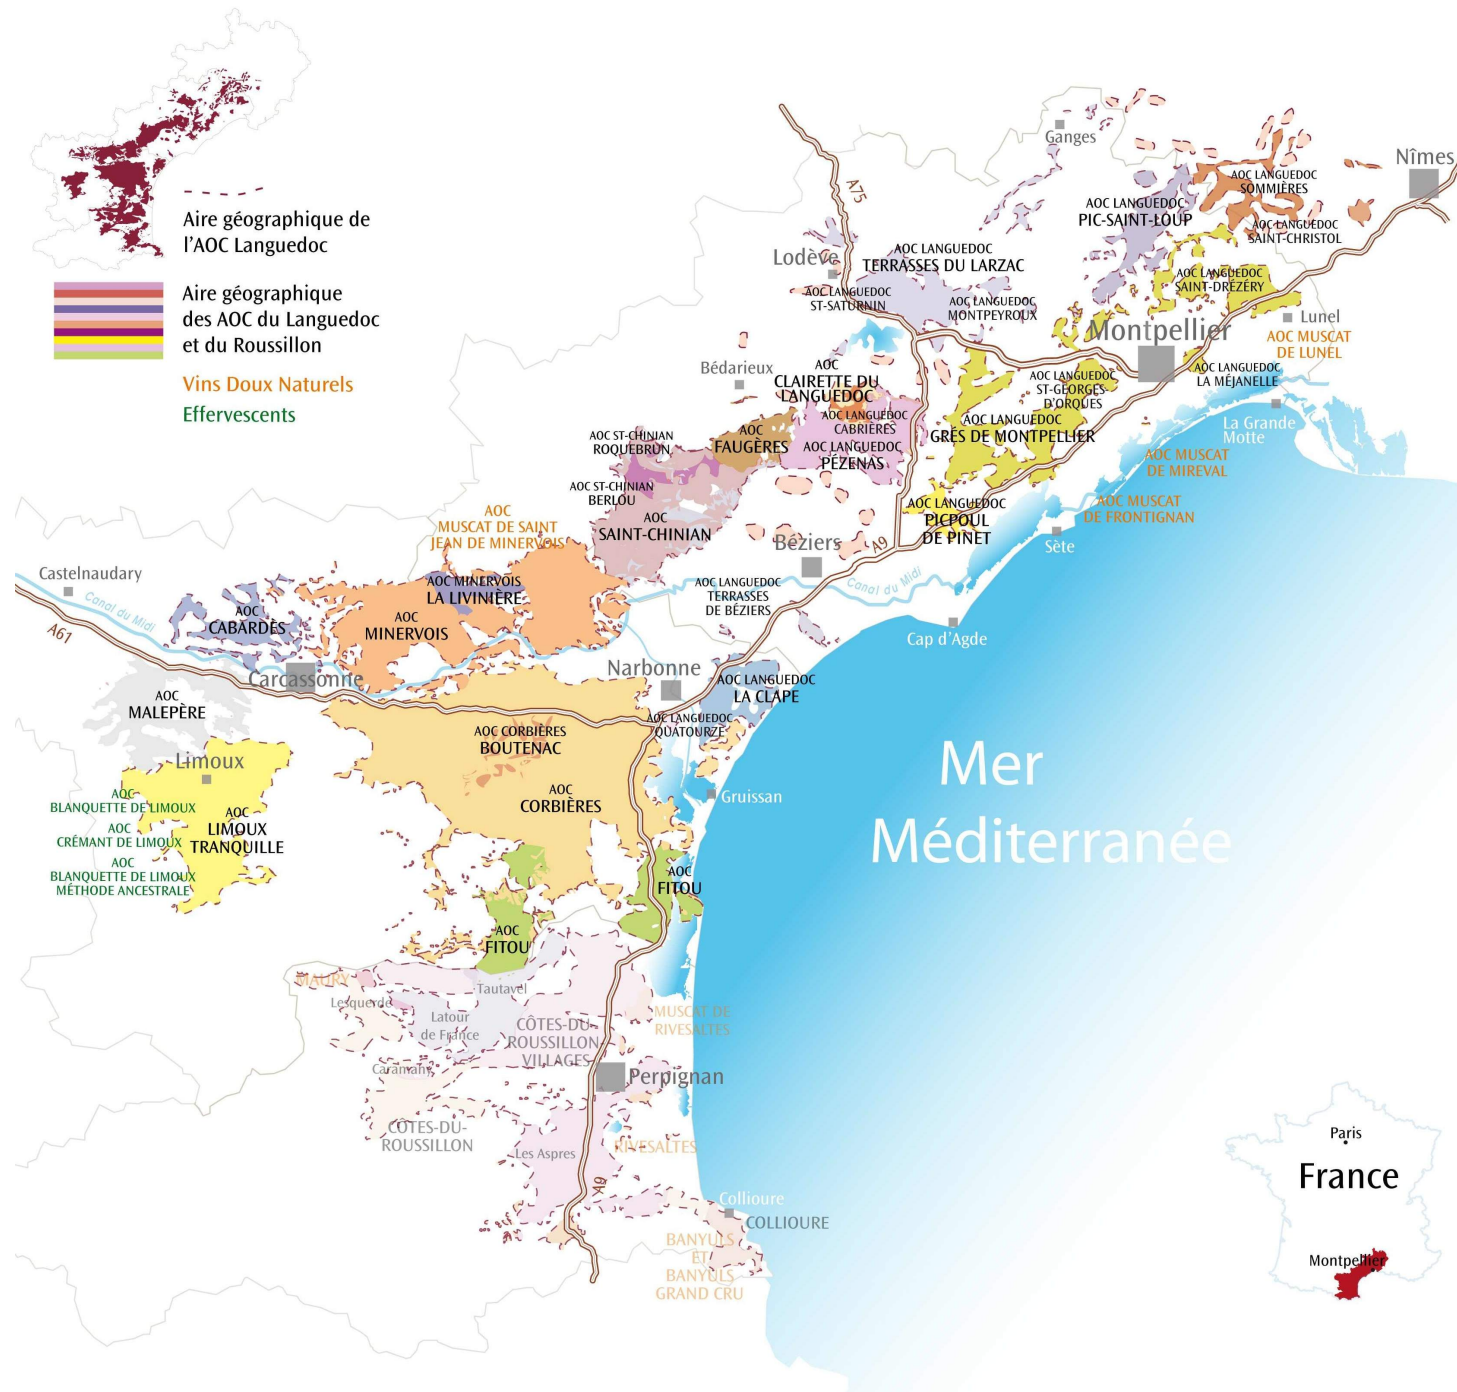 Aire géographique de
l'AOC Languedoc
Aire géographique
des AOC du Languedoc
et du Roussillon
Vins Doux Naturels
Effervescents
Ganges
Nîmes
A75
AOC LANGUEDOC
SOMMIÈRES
AOC LANGUEDOC
PIC-SAINT-LOUP
AOC LANGUEDOC
SAINT-CHRISTOL
Lodève
AOC LANGUEDOC
TERRASSES DU LARZAC
AOC LANGUEDOC
SAINT-DRÉZÉRY
AOC LANGUEDOC
ST-SATURNIN
AOC LANGUEDOC
MONTPEYROUX
Lunel
Montpellier
AOC MUSCAT
DE LUNEL
Bédarieux
AOC
CLAIRETTE DU
LANGUEDOC
AOC LANGUEDOC
LA MÉJANELLE
AOC LANGUEDOC
ST-GEORGES
D'ORQUES
AOC LANGUEDOC
CABRIÈRES
AOC LANGUEDOC
GRÉS DE MONTPELLIER
La Grande
Motte
AOC
FAUGÈRES
AOC ST-CHINIAN
ROQUEBRUN
AOC LANGUEDOC
PÉZENAS
AOC MUSCAT
DE MIREVAL
AOC ST-CHINIAN
BERLOU
AOC LANGUEDOC
PICPOUL
DE PINET
AOC MUSCAT
DE FRONTIGNAN
AOC
MUSCAT DE SAINT
JEAN DE MINERVOIS
AOC
SAINT-CHINIAN
Béziers
A9
Sète
Castelnaudary
Canal du Midi
A61
AOC
CABARDÈS
AOC MINERVOIS
LA LIVINIÈRE
AOC
MINERVOIS
AOC LANGUEDOC
TERRASSES
DE BÉZIERS
Canal du Midi
Cap d'Agde
Carcassonne
Narbonne
AOC LANGUEDOC
LA CLAPE
AOC
MALEPÈRE
AOC LANGUEDOC
QUATOURZE
AOC CORBIÈRES
BOUTENAC
Limoux
Mer
Méditerranée
AOC
BLANQUETTE DE LIMOUX
AOC
CRÉMANT DE LIMOUX
AOC
BLANQUETTE DE LIMOUX
MÉTHODE ANCESTRALE
AOC
LIMOUX
TRANQUILLE
AOC
CORBIÈRES
Gruissan
AOC
FITOU
AOC
FITOU
MAURY
Tautavel
Lesquerde
Latour
de France
CÔTES-DU-
ROUSSILLON-
VILLAGES
MUSCAT DE
RIVESALTES
Caramany
Perpignan
CÔTES-DU-
ROUSSILLON
Les Aspres
RIVESALTES
A9
Collioure
COLLIOURE
BANYULS
ET
BANYULS
GRAND CRU
Paris
France
Montpellier